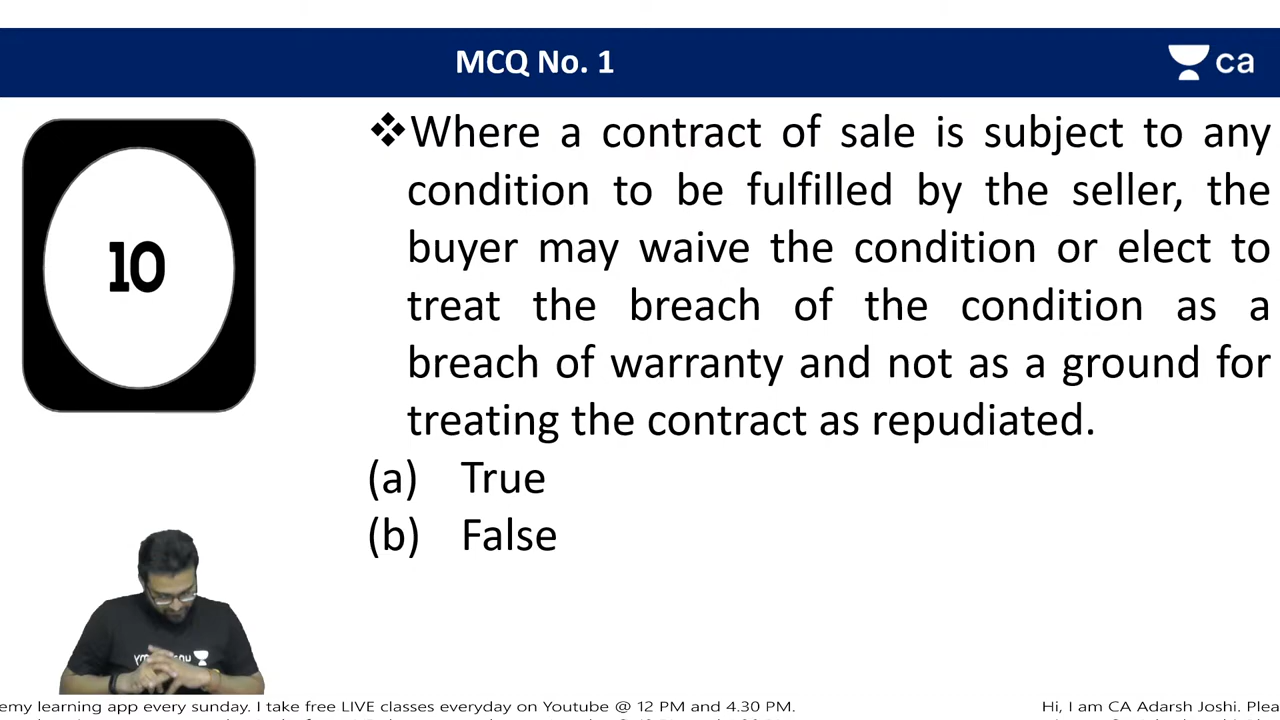 MCQ No. 1
ca
10
❖Where a contract of sale is subject to any
condition to be fulfilled by the seller, the
buyer may waive the condition or elect to
treat the breach of the condition as a
breach of warranty and not as a ground for
treating the contract as repudiated.
(a) True
(b) False
emy learning app every sunday. I take free LIVE classes everyday on Youtube @ 12 PM and 4.30 PM.
Hi, I am CA Adarsh Joshi. Plea